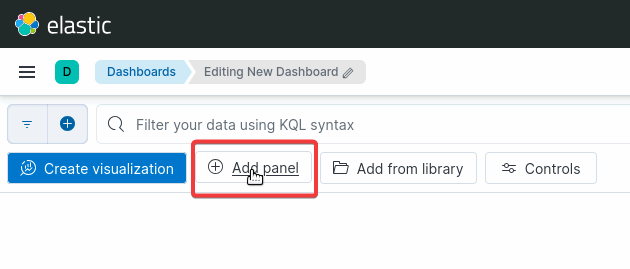 elastic
D Dashboards Editing New Dashboard
Filter your data using KQL syntax
Create visualization Add panel Add from library Controls